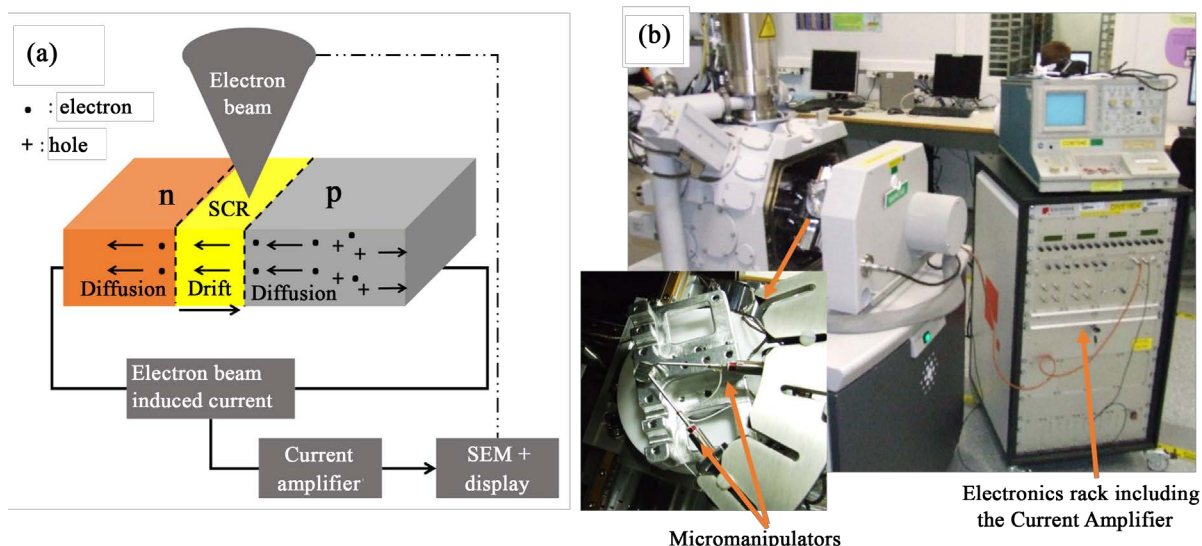 (a)
Electron
beam
• : electron
+ : hole
n
SCR
p
Diffusion
Drift
Diffusion
Electron beam
induced current
Current
amplifier
SEM +
display
(b)
Electronics rack including
the Current Amplifier
Micromanipulators